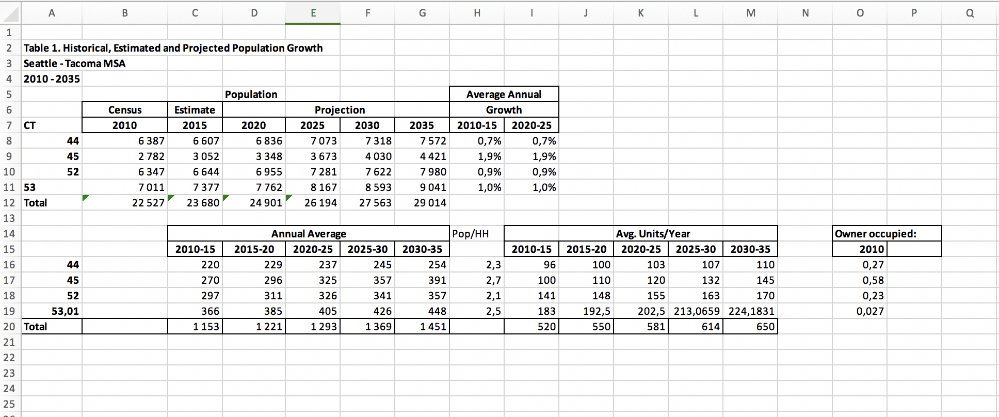 A B C D E F G H I J K L M N O P Q
1
2 Table 1. Historical, Estimated and Projected Population Growth
3 Seattle - Tacoma MSA
4 2010 - 2035
5 Population Average Annual
6 Census Estimate Projection Growth
7 CT 2010 2015 2020 2025 2030 2035 2010-15 2020-25
8 44 6 387 6 607 6 836 7 073 7 318 7 572 0,7% 0,7%
9 45 2 782 3 052 3 348 3 673 4 030 4 421 1,9% 1,9%
10 52 6 347 6 644 6 955 7 281 7 622 7 980 0,9% 0,9%
11 53 7 011 7 377 7 762 8 167 8 593 9 041 1,0% 1,0%
12 Total 22 527 23 680 24 901 26 194 27 563 29 014
13
14 Annual Average Pop/HH Avg. Units/Year Owner occupied:
15 2010-15 2015-20 2020-25 2025-30 2030-35 2010-15 2015-20 2020-25 2025-30 2030-35 2010
16 44 220 229 237 245 254 2,3 96 100 103 107 110 0,27
17 45 270 296 325 357 391 2,7 100 110 120 132 145 0,58
18 52 297 311 326 341 357 2,1 141 148 155 163 170 0,23
19 53,01 366 385 405 426 448 2,5 183 192,5 202,5 213,0659 224,1831 0,027
20 Total 1 153 1 221 1 293 1 369 1 451 520 550 581 614 650
21
22
23
24
25